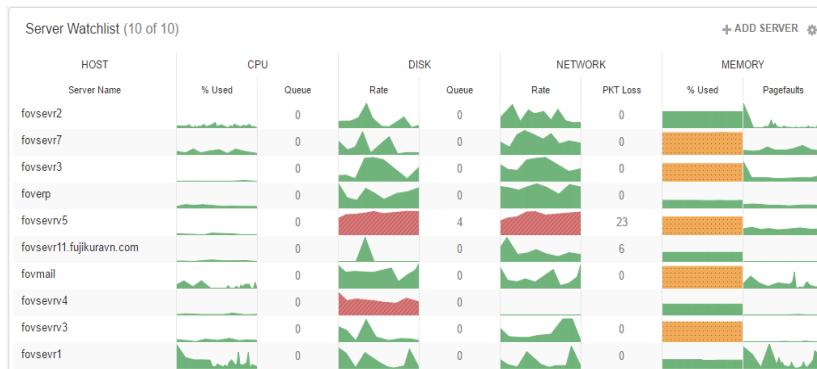 Server Watchlist (10 of 10) ADD SERVER
HOST CPU DISK NETWORK MEMORY
Server Name % Used Queue Rate Queue Rate PKT Loss % Used Pagefaults
fovsevr2 0 0 0
fovsevr7 0 0 0
fovsevr3 0 0 0
foverp 0 0 0
fovsevrv5 0 4 23
fovsevr11.fujikuravn.com 0 0 6
fovmail 0 0 0
fovsevrv4 0 0
fovsevrv3 0 0 0
fovsevr1 0 0 0